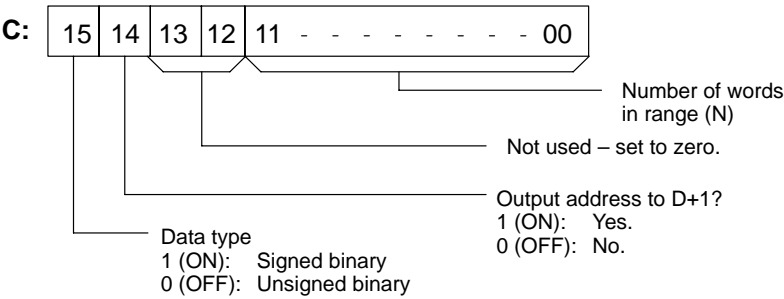 C: 15 14 13 12 11 - - - - - - - - 00
Number of words
in range (N)
Not used – set to zero.
Output address to D+1?
1 (ON): Yes.
0 (OFF): No.
Data type
1 (ON): Signed binary
0 (OFF): Unsigned binary